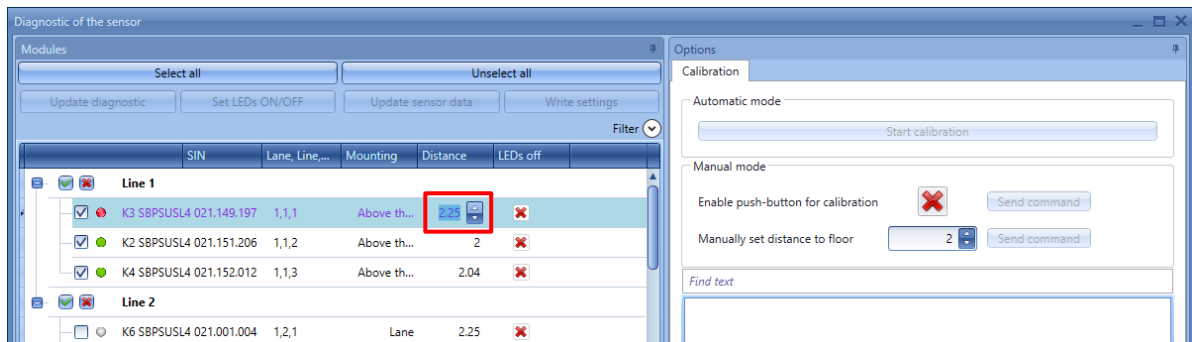 Diagnostic of the sensor
Modules
Select all
Unselect all
Update diagnostic
Set LEDs ON/OFF
Update sensor data
Write settings
Filter
SIN
Lane, Line,...
Mounting
Distance
LEDs off
Line 1
K3 SBPSUSL4 021.149.197 1,1,1 Above th... 2.25
K2 SBPSUSL4 021.151.206 1,1,2 Above th... 2
K4 SBPSUSL4 021.152.012 1,1,3 Above th... 2.04
Line 2
K6 SBPSUSL4 021.001.004 1,2,1 Lane 2.25
Options
Calibration
Automatic mode
Start calibration
Manual mode
Enable push-button for calibration
Send command
Manually set distance to floor 2
Send command
Find text